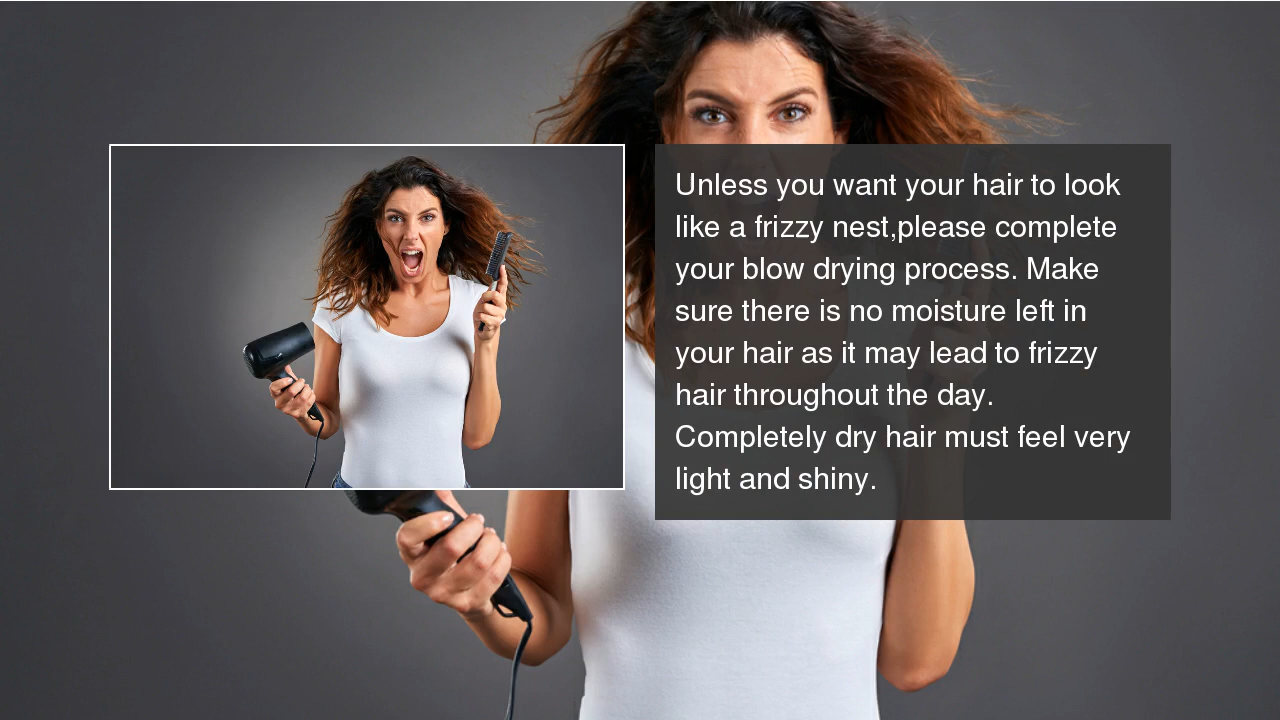 Unless you want your hair to look
like a frizzy nest,please complete
your blow drying process. Make
sure there is no moisture left in
your hair as it may lead to frizzy
hair throughout the day.
Completely dry hair must feel very
light and shiny.